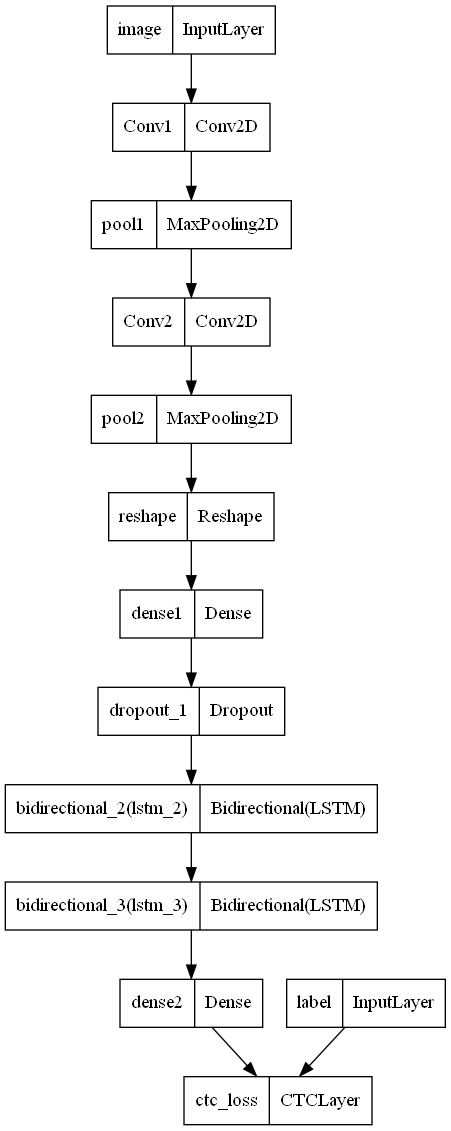 image InputLayer
Conv1 Conv2D
pool1 MaxPooling2D
Conv2 Conv2D
pool2 MaxPooling2D
reshape Reshape
dense1 Dense
dropout_1 Dropout
bidirectional_2(lstm_2) Bidirectional(LSTM)
bidirectional_3(lstm_3) Bidirectional(LSTM)
dense2 Dense label InputLayer
ctc_loss CTCLayer